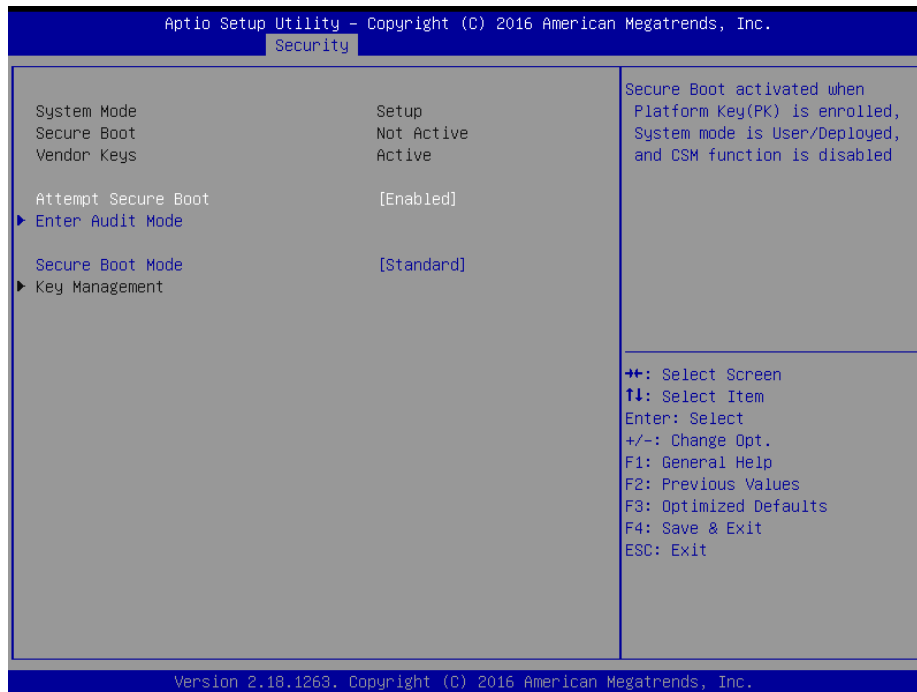 Aptio Setup Utility – Copyright (C) 2016 American Megatrends, Inc.
Security
System Mode Setup
Secure Boot Not Active
Vendor Keys Active
Attempt Secure Boot [Enabled]
Enter Audit Mode
Secure Boot Mode [Standard]
Key Management
Secure Boot activated when
Platform Key(PK) is enrolled,
System mode is User/Deployed,
and CSM function is disabled
→←: Select Screen
↑↓: Select Item
Enter: Select
+/-: Change Opt.
F1: General Help
F2: Previous Values
F3: Optimized Defaults
F4: Save & Exit
ESC: Exit
Version 2.18.1263. Copyright (C) 2016 American Megatrends, Inc.